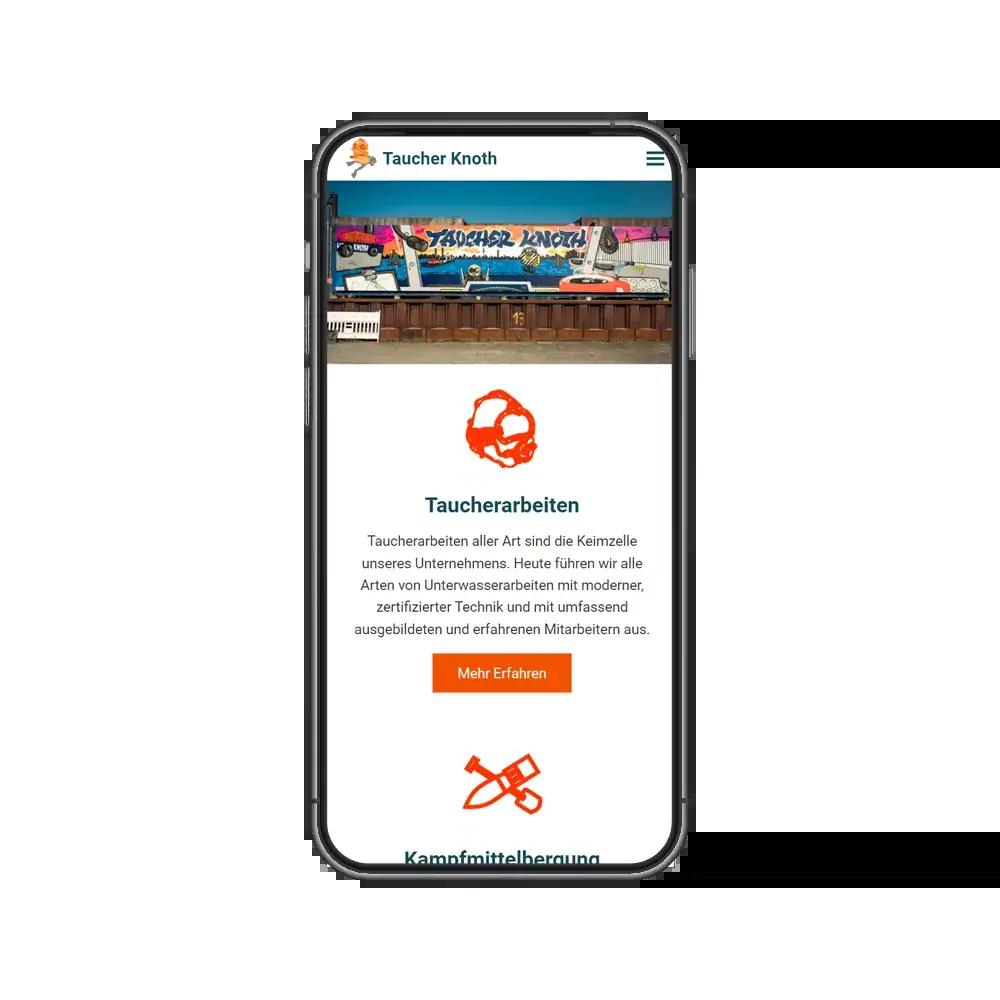 Taucher Knoth
TAUCHER KNOTH
13
Taucherarbeiten
Taucherarbeiten aller Art sind die Keimzelle
unseres Unternehmens. Heute führen wir alle
Arten von Unterwasserarbeiten mit moderner,
zertifizierter Technik und mit umfassend
ausgebildeten und erfahrenen Mitarbeitern aus.
Mehr Erfahren
Kampfmittelbergung